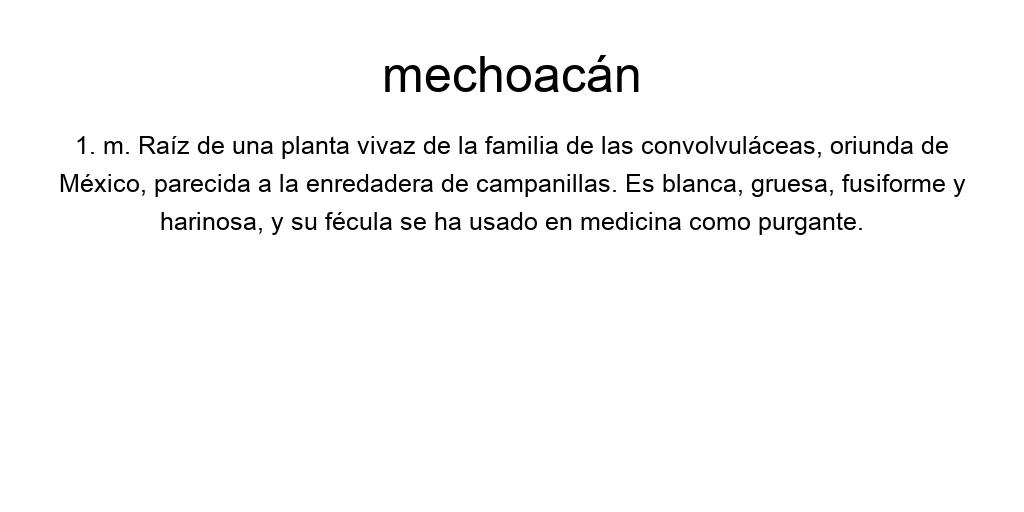 mechoacán
1. m. Raíz de una planta vivaz de la familia de las convolvuláceas, oriunda de
México, parecida a la enredadera de campanillas. Es blanca, gruesa, fusiforme y
harinosa, y su fécula se ha usado en medicina como purgante.